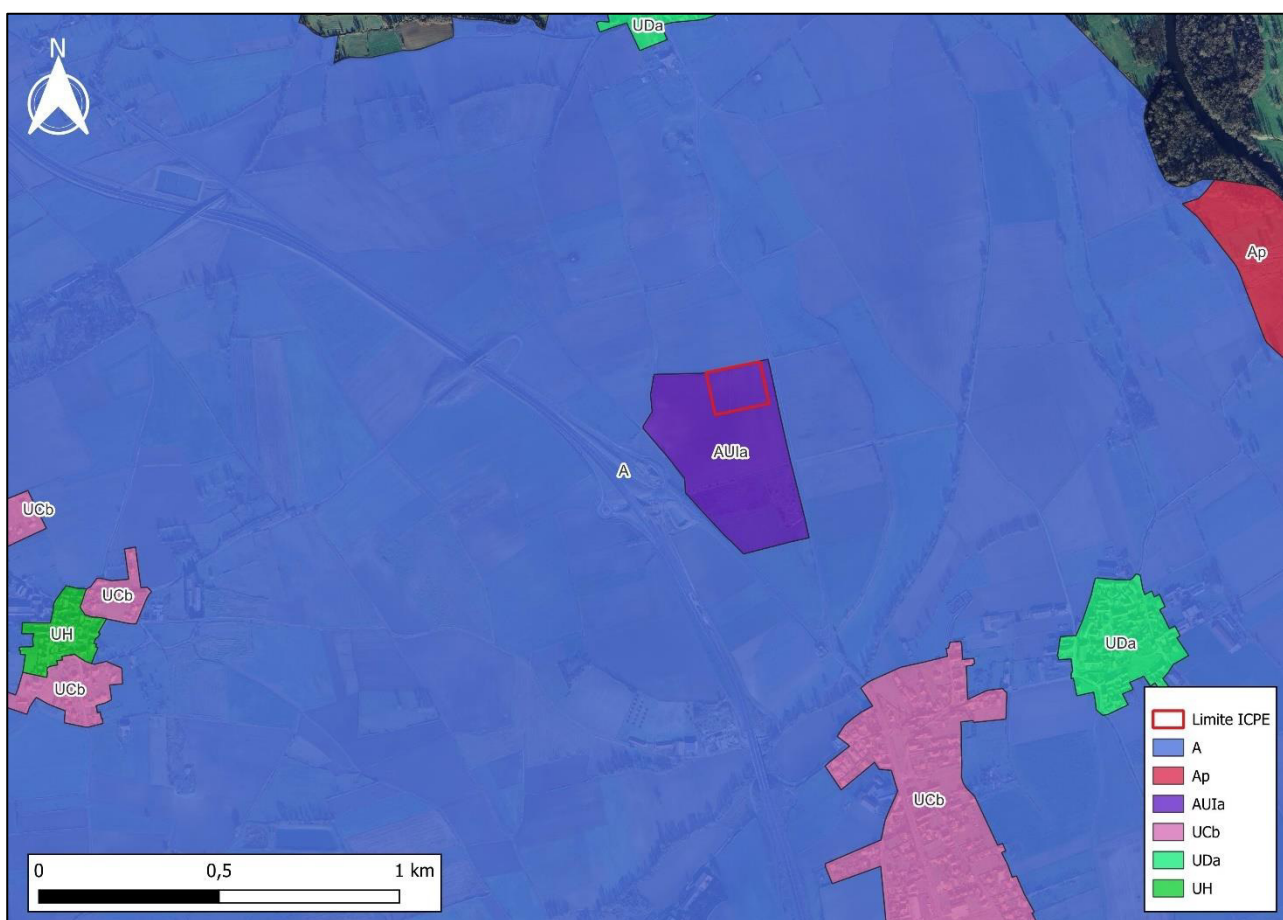 UDa
N
Ap
AUIa
A
UCb
UCb
UH
UCb
UDa
UCb
Limite ICPE
A
Ap
AUIa
UCb
UDa
UH
0
0,5
1 km